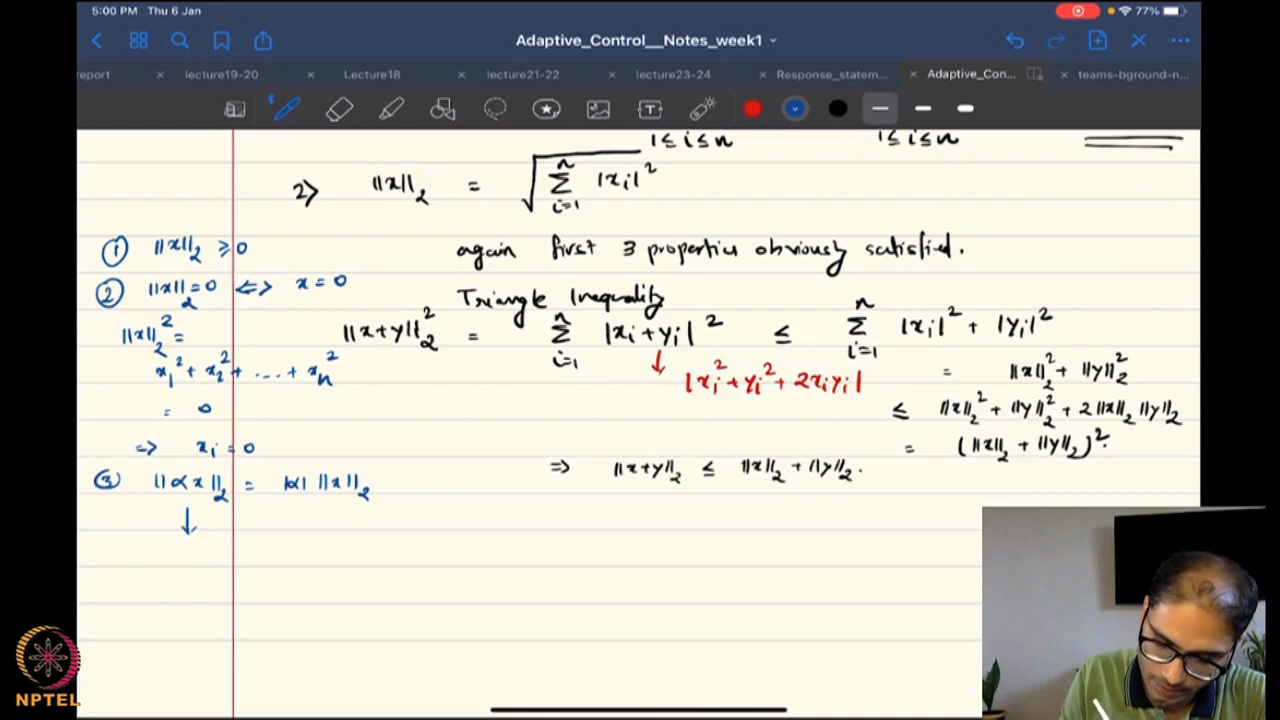 5:00 PM Thu 6 Jan
77%
Adaptive_Control__Notes_week1
report
lecture19-20
Lecture18
lecture21-22
lecture23-24
Response_statem...
Adaptive_Con...
teams-bground-n...
1 ≤ i ≤ n 1 ≤ i ≤ n
2> ||x||₂ = √ Σ_{i=1}^{n} |xᵢ|²
① ||x||₂ ≥ 0
again first 3 properties obviously satisfied.
② ||x||₂ = 0 <=> x = 0
Triangle Inequality
||x+y||₂² = Σ_{i=1}^{n} |xᵢ + yᵢ|² ≤ Σ_{i=1}^{n} |xᵢ|² + |yᵢ|²
↓ |xᵢ² + yᵢ² + 2xᵢyᵢ|
= ||x||₂² + ||y||₂²
≤ ||x||₂² + ||y||₂² + 2||x||₂ ||y||₂
= (||x||₂ + ||y||₂)².
=> ||x+y||₂ ≤ ||x||₂ + ||y||₂.
||x||₂² =
x₁² + x₂² + .... + xₙ²
= 0
=> xᵢ = 0
③ ||αx||₂ = |α| ||x||₂
↓
NPTEL